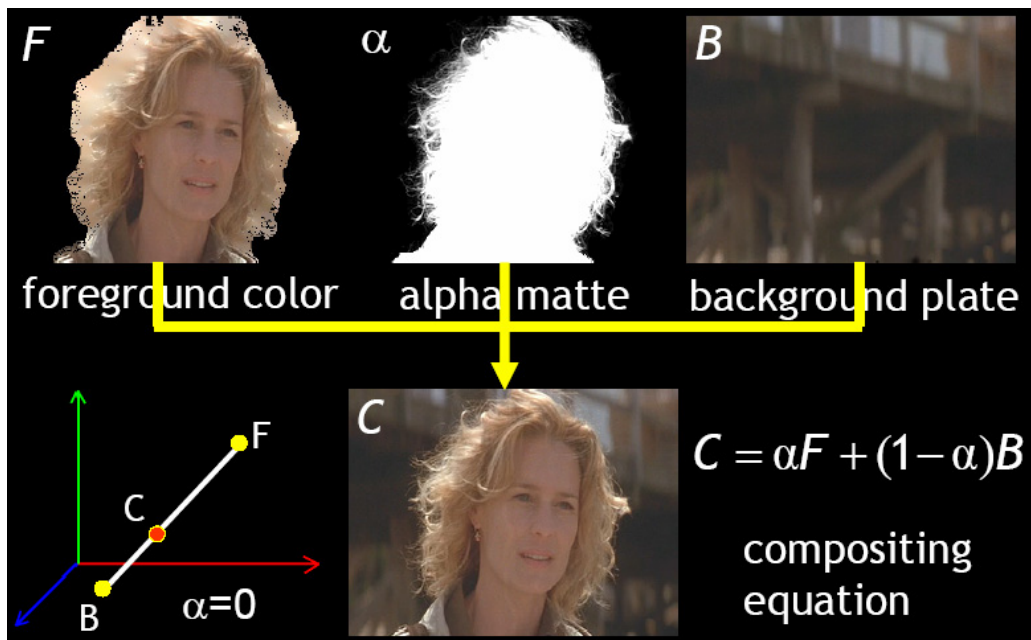 F
α
B
foreground color
alpha matte
background plate
F
C
B
α=0
C
C = αF + (1−α)B
compositing
equation